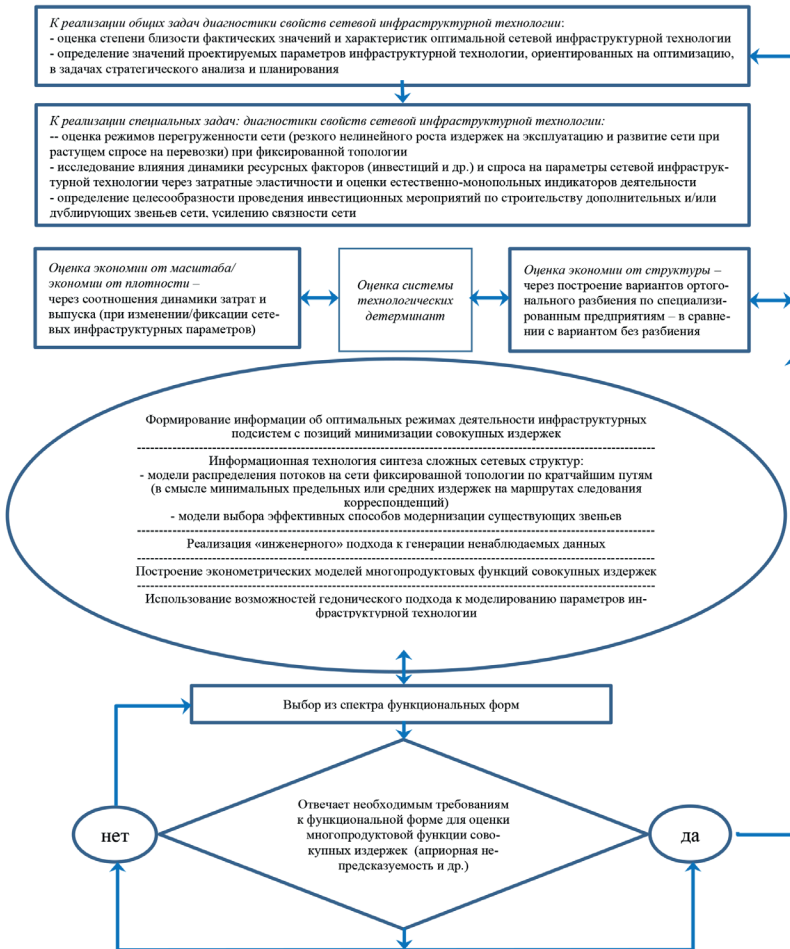 К реализации общих задач диагностики свойств сетевой инфраструктурной технологии:
- оценка степени близости фактических значений и характеристик оптимальной сетевой инфраструктурной технологии
- определение значений проектируемых параметров инфраструктурной технологии, ориентированных на оптимизацию,
в задачах стратегического анализа и планирования
К реализации специальных задач: диагностики свойств сетевой инфраструктурной технологии:
-- оценка режимов перегруженности сети (резкого нелинейного роста издержек на эксплуатацию и развитие сети при
растущем спросе на перевозки) при фиксированной топологии
- исследование влияния динамики ресурсных факторов (инвестиций и др.) и спроса на параметры сетевой инфраструк-
турной технологии через затратные эластичности и оценки естественно-монопольных индикаторов деятельности
- определение целесообразности проведения инвестиционных мероприятий по строительству дополнительных и/или
дублирующих звеньев сети, усилению связности сети
Оценка экономии от масштаба/
экономии от плотности –
через соотношения динамики затрат и
выпуска (при изменении/фиксации сете-
вых инфраструктурных параметров)
Оценка системы
технологических
детерминант
Оценка экономии от структуры –
через построение вариантов ортого-
нального разбиения по специализи-
рованным предприятиям – в сравне-
нии с вариантом без разбиения
Формирование информации об оптимальных режимах деятельности инфраструктурных
подсистем с позиций минимизации совокупных издержек
Информационная технология синтеза сложных сетевых структур:
- модели распределения потоков на сети фиксированной топологии по кратчайшим путям
(в смысле минимальных предельных или средних издержек на маршрутах следования
корреспонденций)
- модели выбора эффективных способов модернизации существующих звеньев
Реализация «инженерного» подхода к генерации ненаблюдаемых данных
Построение эконометрических моделей многопродуктовых функций совокупных издержек
Использование возможностей гедонического подхода к моделированию параметров ин-
фраструктурной технологии
Выбор из спектра функциональных форм
Отвечает необходимым требованиям
к функциональной форме для оценки
многопродуктовой функции сово-
купных издержек (априорная не-
предсказуемость и др.)
нет
да